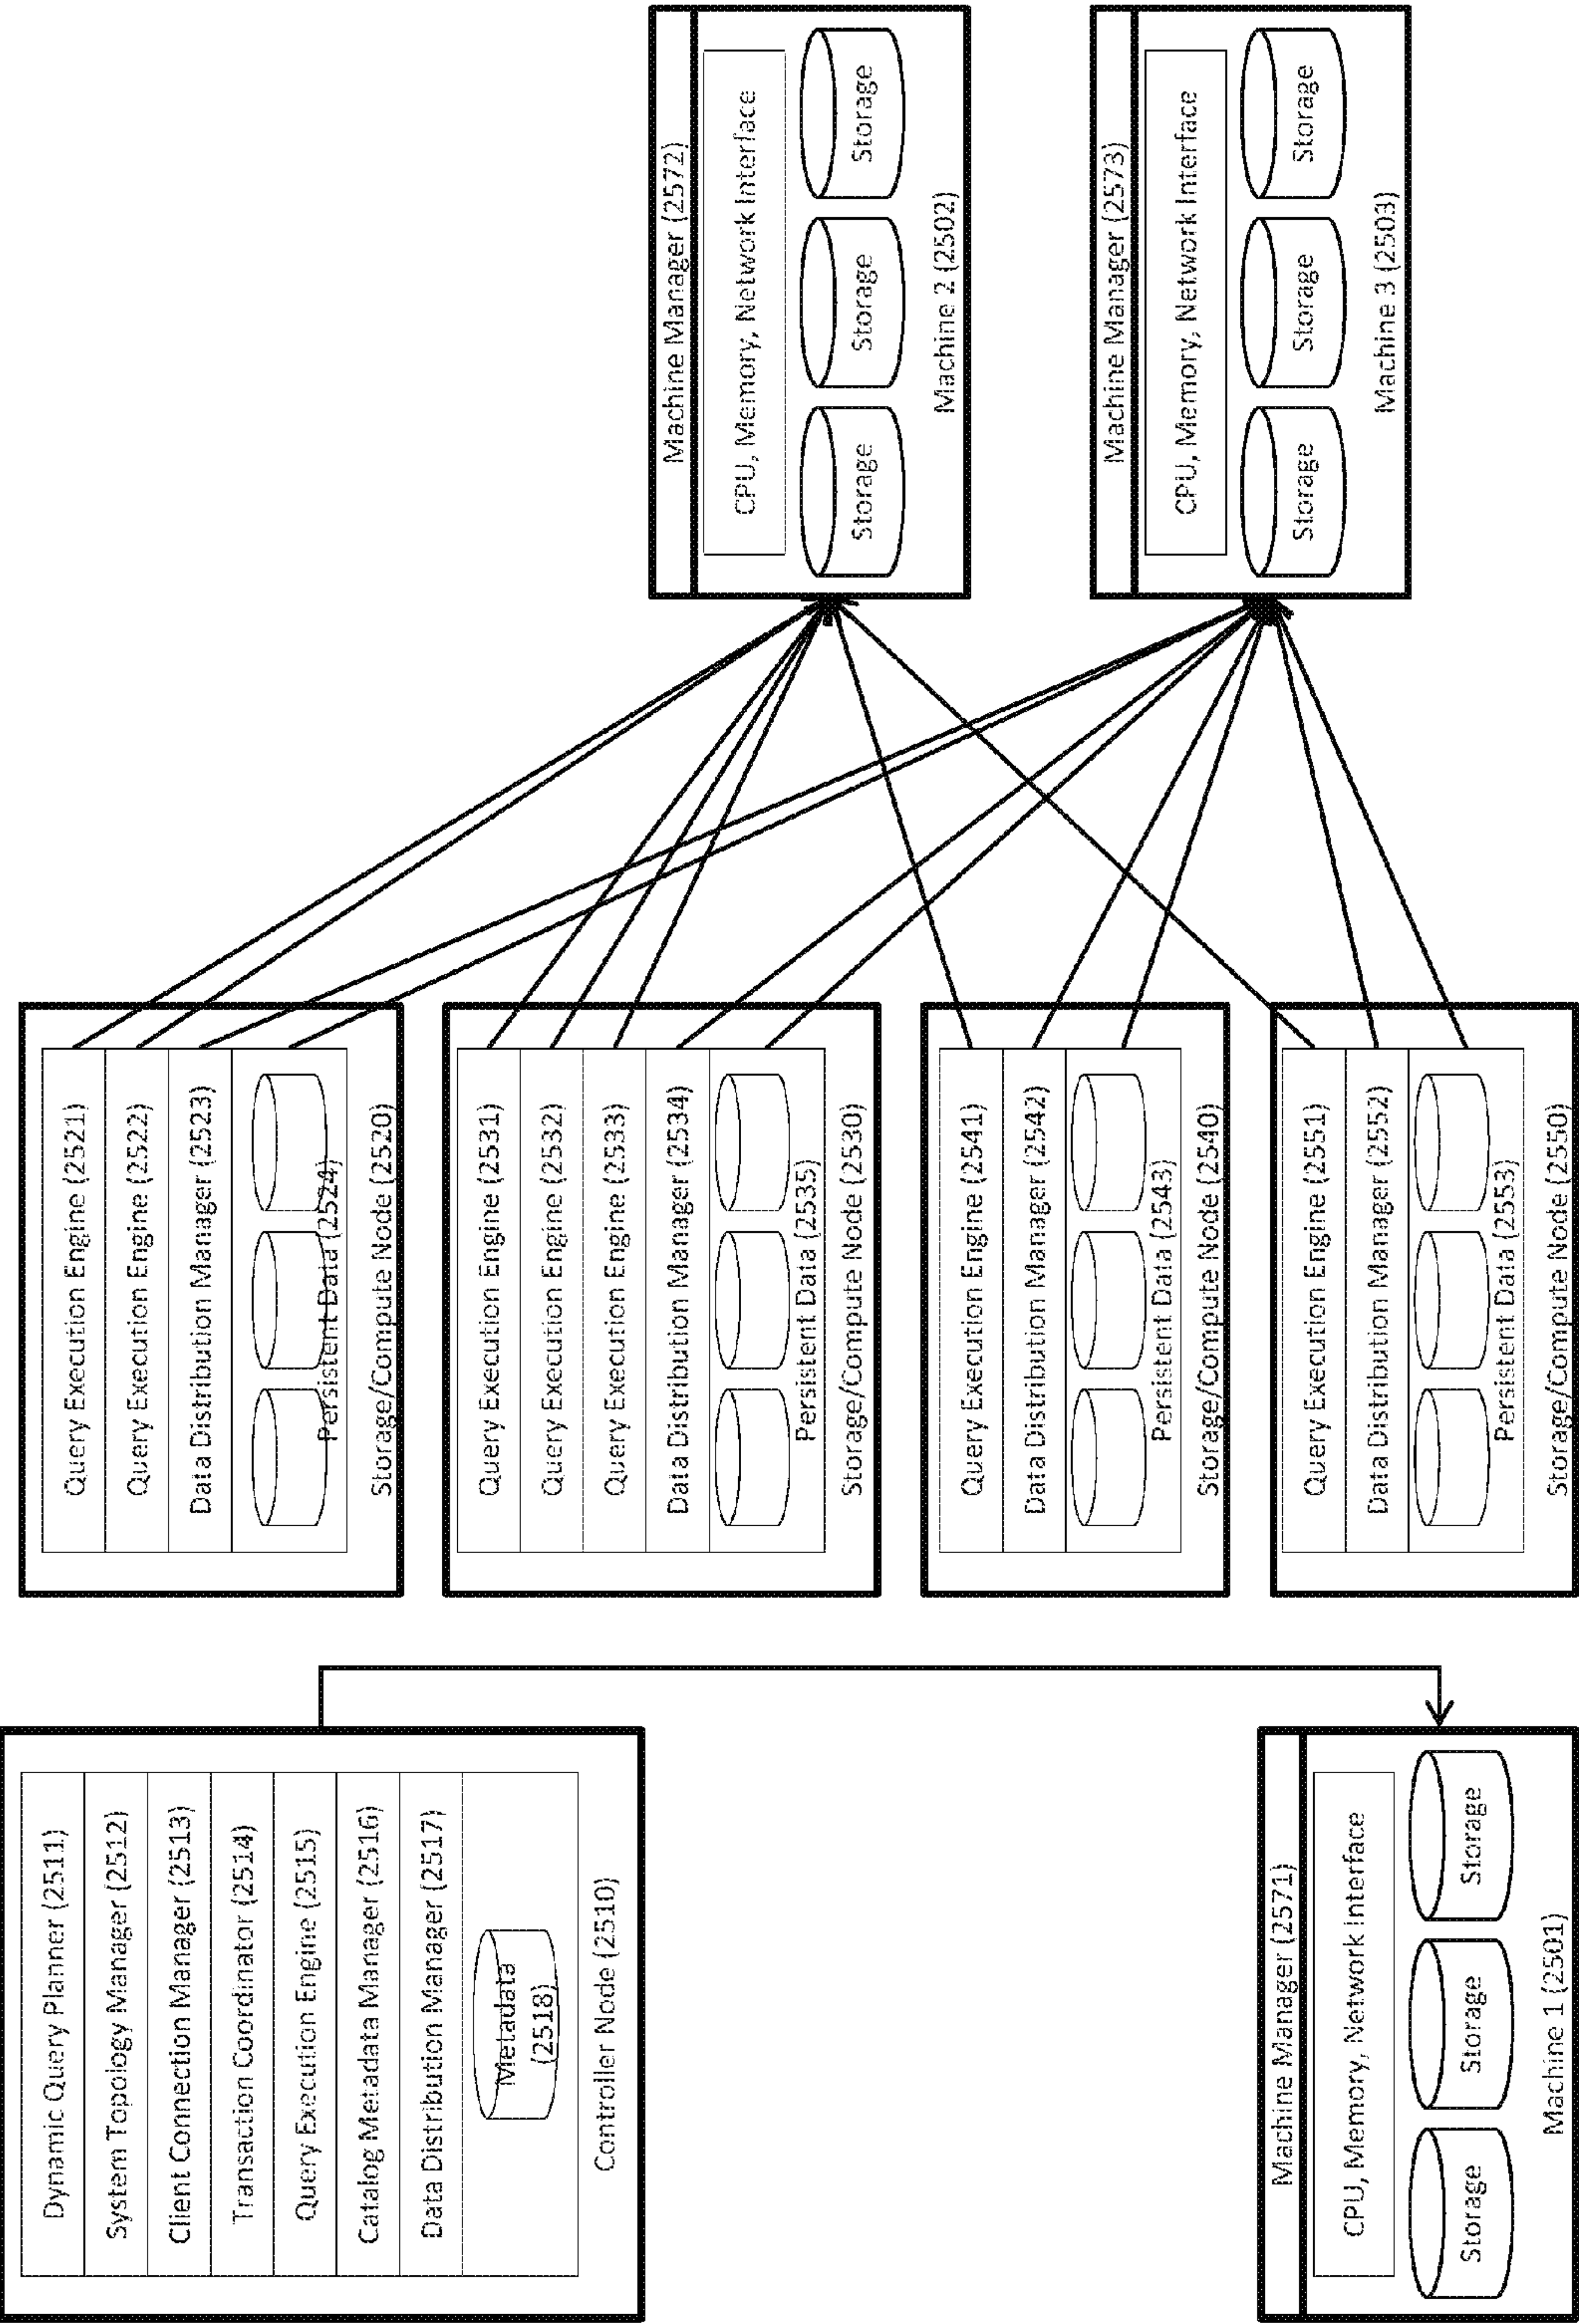 Dynamic Query Planner (2511)
System Topology Manager (2512)
Client Connection Manager (2513)
Transaction Coordinator (2514)
Query Execution Engine (2515)
Catalog Metadata Manager (2516)
Data Distribution Manager (2517)
Metadata
(2518)
Controller Node (2510)
Machine Manager (2571)
CPU, Memory, Network Interface
Storage
Storage
Storage
Machine 1 (2501)
Query Execution Engine (2521)
Query Execution Engine (2522)
Data Distribution Manager (2523)
Persistent Data (2524)
Storage/Compute Node (2520)
Query Execution Engine (2531)
Query Execution Engine (2532)
Query Execution Engine (2533)
Data Distribution Manager (2534)
Persistent Data (2535)
Storage/Compute Node (2530)
Query Execution Engine (2541)
Data Distribution Manager (2542)
Persistent Data (2543)
Storage/Compute Node (2540)
Query Execution Engine (2551)
Data Distribution Manager (2552)
Persistent Data (2553)
Storage/Compute Node (2550)
Machine Manager (2572)
CPU, Memory, Network Interface
Storage
Storage
Storage
Machine 2 (2502)
Machine Manager (2573)
CPU, Memory, Network Interface
Storage
Storage
Storage
Machine 3 (2503)